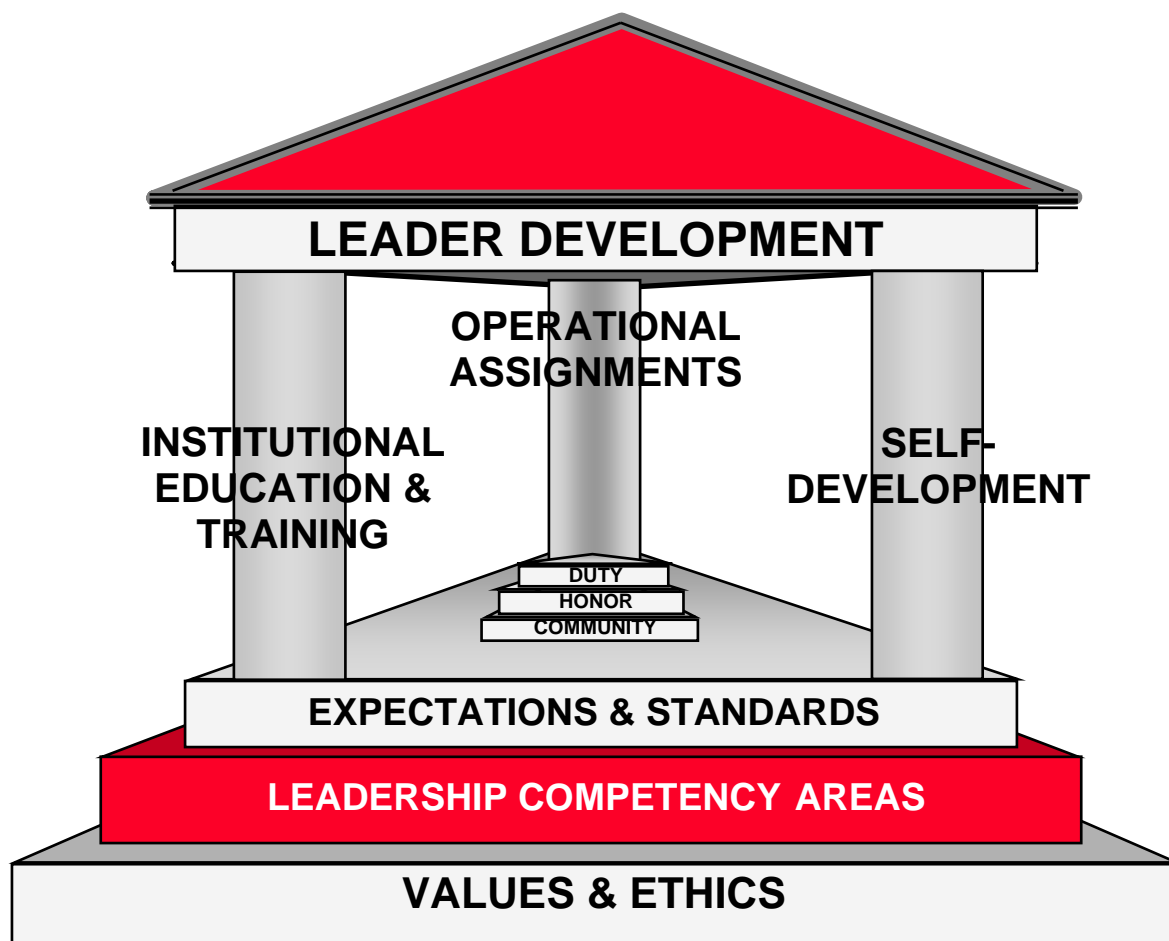 LEADER DEVELOPMENT
OPERATIONAL
ASSIGNMENTS
INSTITUTIONAL
EDUCATION &
TRAINING
SELF-
DEVELOPMENT
DUTY
HONOR
COMMUNITY
EXPECTATIONS & STANDARDS
LEADERSHIP COMPETENCY AREAS
VALUES & ETHICS